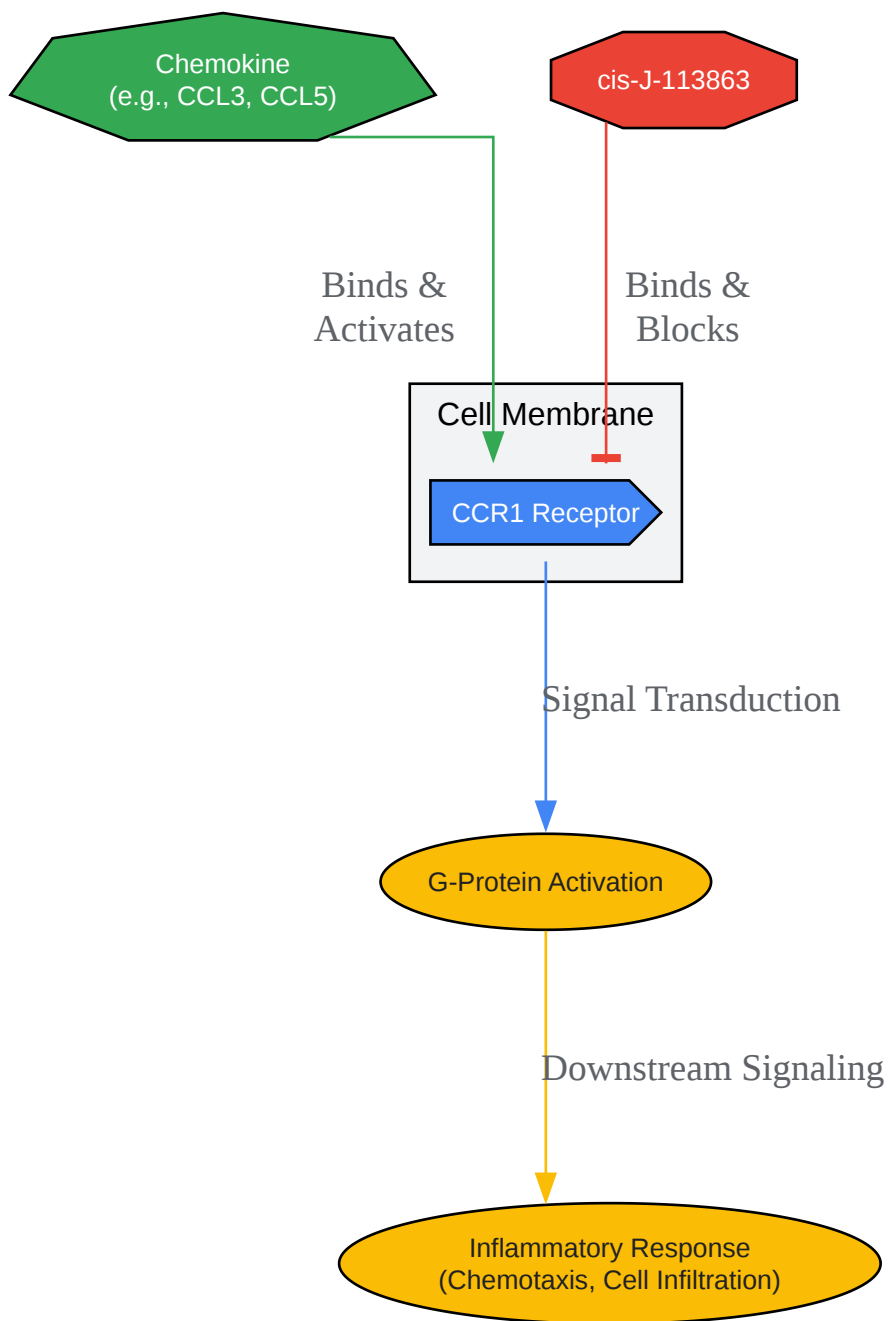 Chemokine
(e.g., CCL3, CCL5)
cis-J-113863
Binds &
Activates
Binds &
Blocks
Cell Membrane
CCR1 Receptor
Signal Transduction
G-Protein Activation
Downstream Signaling
Inflammatory Response
(Chemotaxis, Cell Infiltration)